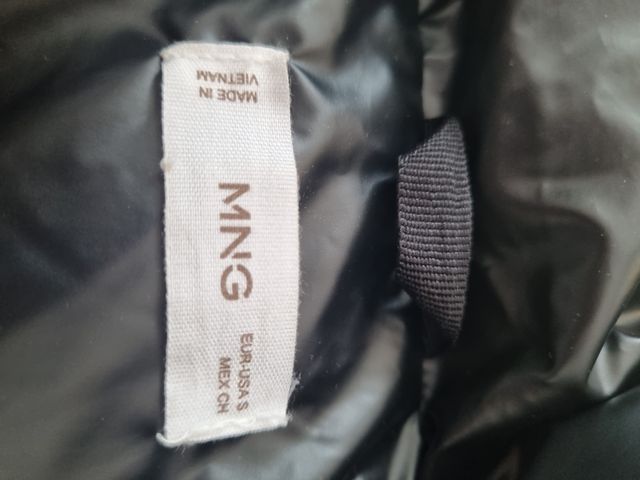 MNG
EUR-USA S
MEX CH
MADE IN
VIETNAM